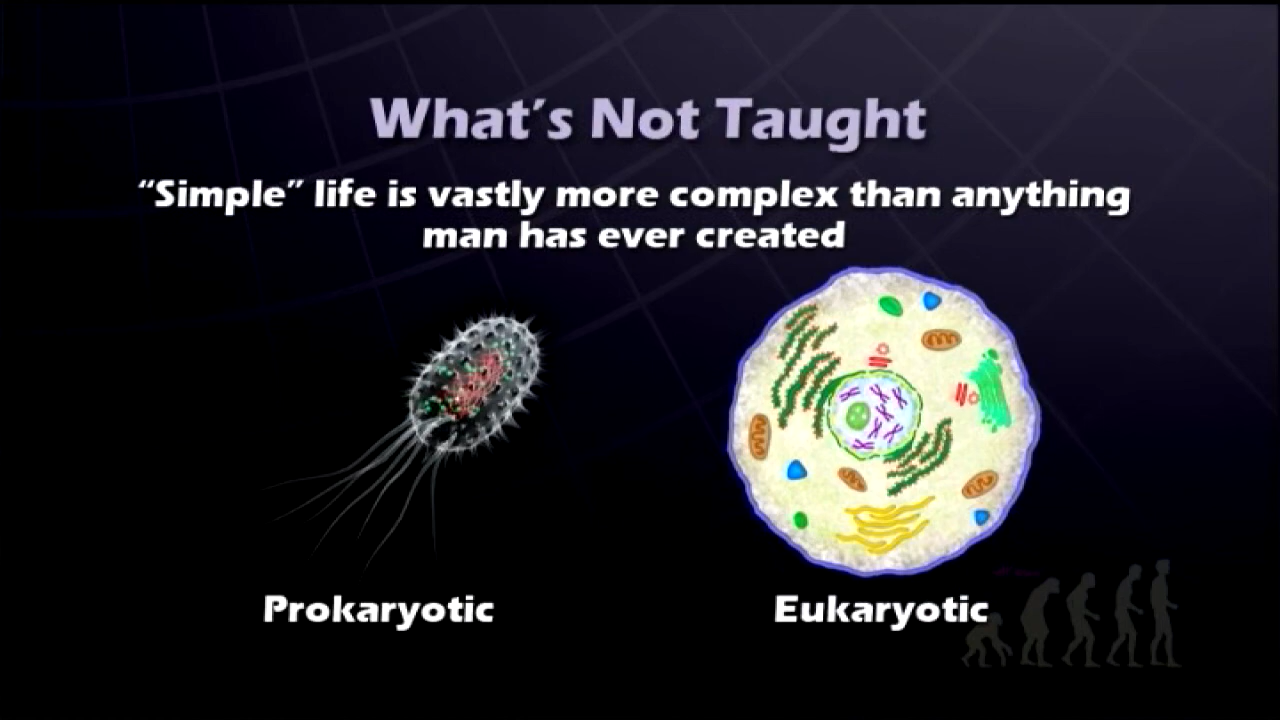 What's Not Taught
“Simple” life is vastly more complex than anything
man has ever created
Prokaryotic
Eukaryotic